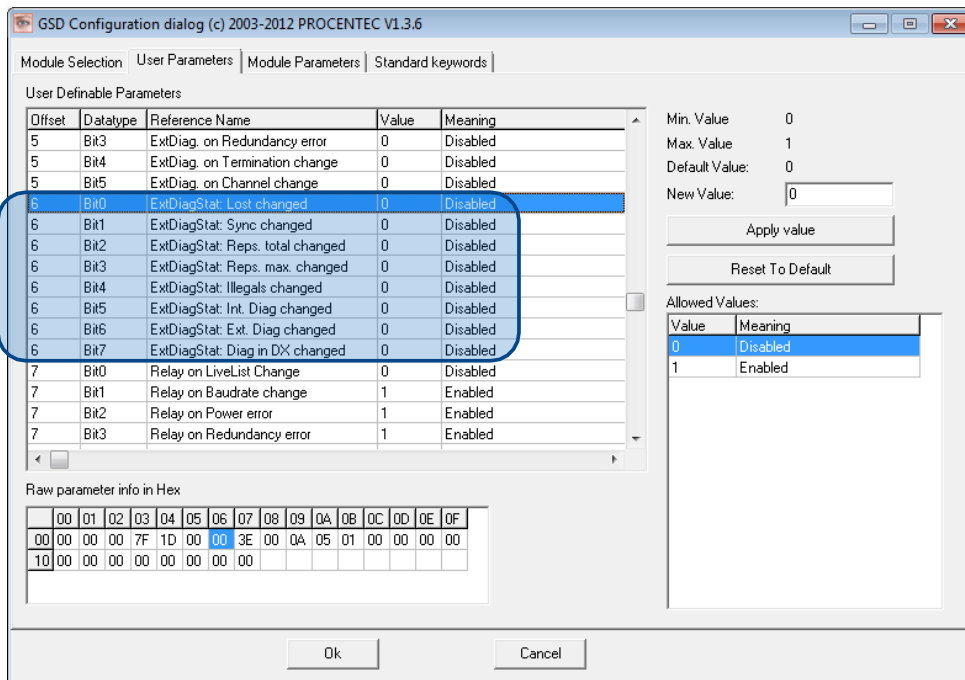 GSD Configuration dialog (c) 2003-2012 PROCENTEC V1.3.6
Module Selection User Parameters Module Parameters Standard keywords
User Definable Parameters
Offset Datatype Reference Name Value Meaning
5 Bit3 ExtDiag. on Redundancy error 0 Disabled
5 Bit4 ExtDiag. on Termination change 0 Disabled
5 Bit5 ExtDiag. on Channel change 0 Disabled
6 Bit0 ExtDiagStat: Lost changed 0 Disabled
6 Bit1 ExtDiagStat: Sync changed 0 Disabled
6 Bit2 ExtDiagStat: Reps. total changed 0 Disabled
6 Bit3 ExtDiagStat: Reps. max. changed 0 Disabled
6 Bit4 ExtDiagStat: Illegals changed 0 Disabled
6 Bit5 ExtDiagStat: Int. Diag changed 0 Disabled
6 Bit6 ExtDiagStat: Ext. Diag changed 0 Disabled
6 Bit7 ExtDiagStat: Diag in DX changed 0 Disabled
7 Bit0 Relay on LiveList Change 0 Disabled
7 Bit1 Relay on Baudrate change 1 Enabled
7 Bit2 Relay on Power error 1 Enabled
7 Bit3 Relay on Redundancy error 1 Enabled
Min. Value 0
Max. Value 1
Default Value: 0
New Value: 0
Apply value
Reset To Default
Allowed Values:
Value Meaning
0 Disabled
1 Enabled
Raw parameter info in Hex
00 01 02 03 04 05 06 07 08 09 0A 0B 0C 0D 0E 0F
00 00 00 00 7F 1D 00 00 3E 00 0A 05 01 00 00 00 00
10 00 00 00 00 00 00 00 00
Ok Cancel